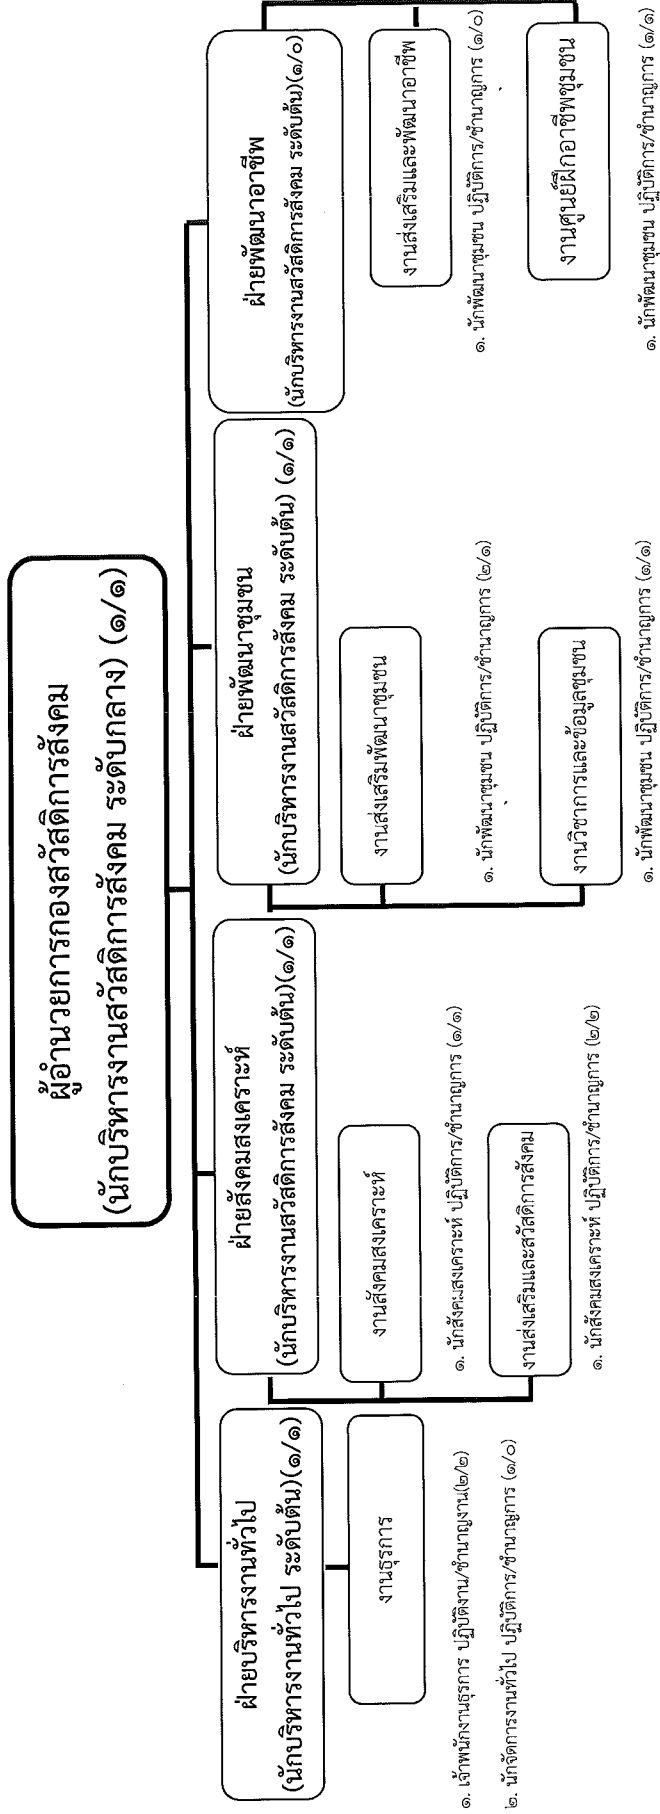 ผู้อำนวยการกองสวัสดิการสังคม
(นักบริหารงานสวัสดิการสังคม ระดับกลาง) (๑/๑)
ฝ่ายบริหารงานทั่วไป
(นักบริหารงานทั่วไป ระดับต้น)(๑/๑)
งานธุรการ
๑. เจ้าพนักงานธุรการ ปฏิบัติงาน/ชำนาญงาน(๒/๒)
๒. นักจัดการงานทั่วไป ปฏิบัติการ/ชำนาญการ (๑/๐)
ฝ่ายสังคมสงเคราะห์
(นักบริหารงานสวัสดิการสังคม ระดับต้น)(๑/๑)
งานสังคมสงเคราะห์
๑. นักสังคมสงเคราะห์ ปฏิบัติการ/ชำนาญการ (๑/๑)
งานส่งเสริมและสวัสดิการสังคม
๑. นักสังคมสงเคราะห์ ปฏิบัติการ/ชำนาญการ (๒/๒)
ฝ่ายพัฒนาชุมชน
(นักบริหารงานสวัสดิการสังคม ระดับต้น) (๑/๑)
งานส่งเสริมพัฒนาชุมชน
๑. นักพัฒนาชุมชน ปฏิบัติการ/ชำนาญการ (๒/๑)
งานวิชาการและข้อมูลชุมชน
๑. นักพัฒนาชุมชน ปฏิบัติการ/ชำนาญการ (๑/๑)
ฝ่ายพัฒนาอาชีพ
(นักบริหารงานสวัสดิการสังคม ระดับต้น)(๑/๐)
งานส่งเสริมและพัฒนาอาชีพ
๑. นักพัฒนาชุมชน ปฏิบัติการ/ชำนาญการ (๑/๐)
งานศูนย์ฝึกอาชีพชุมชน
๑. นักพัฒนาชุมชน ปฏิบัติการ/ชำนาญการ (๑/๑)